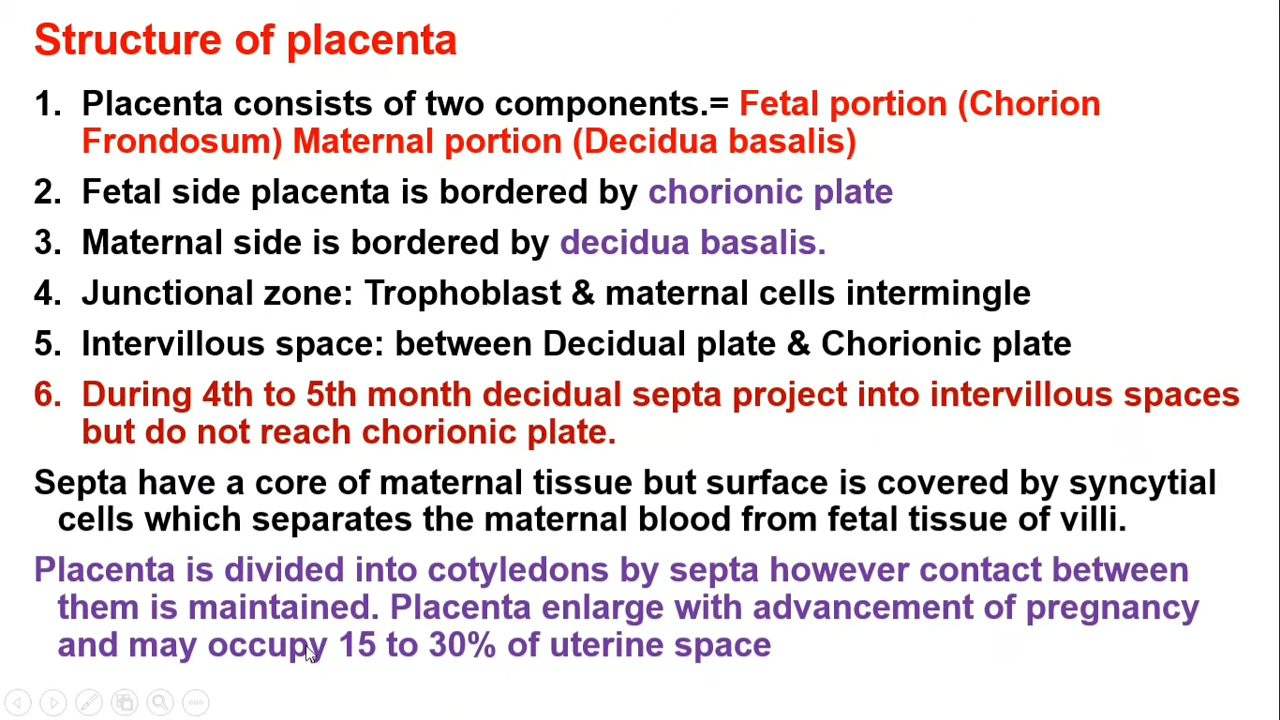 Structure of placenta
1. Placenta consists of two components.= Fetal portion (Chorion
Frondosum) Maternal portion (Decidua basalis)
2. Fetal side placenta is bordered by chorionic plate
3. Maternal side is bordered by decidua basalis.
4. Junctional zone: Trophoblast & maternal cells intermingle
5. Intervillous space: between Decidual plate & Chorionic plate
6. During 4th to 5th month decidual septa project into intervillous spaces
but do not reach chorionic plate.
Septa have a core of maternal tissue but surface is covered by syncytial
cells which separates the maternal blood from fetal tissue of villi.
Placenta is divided into cotyledons by septa however contact between
them is maintained. Placenta enlarge with advancement of pregnancy
and may occupy 15 to 30% of uterine space